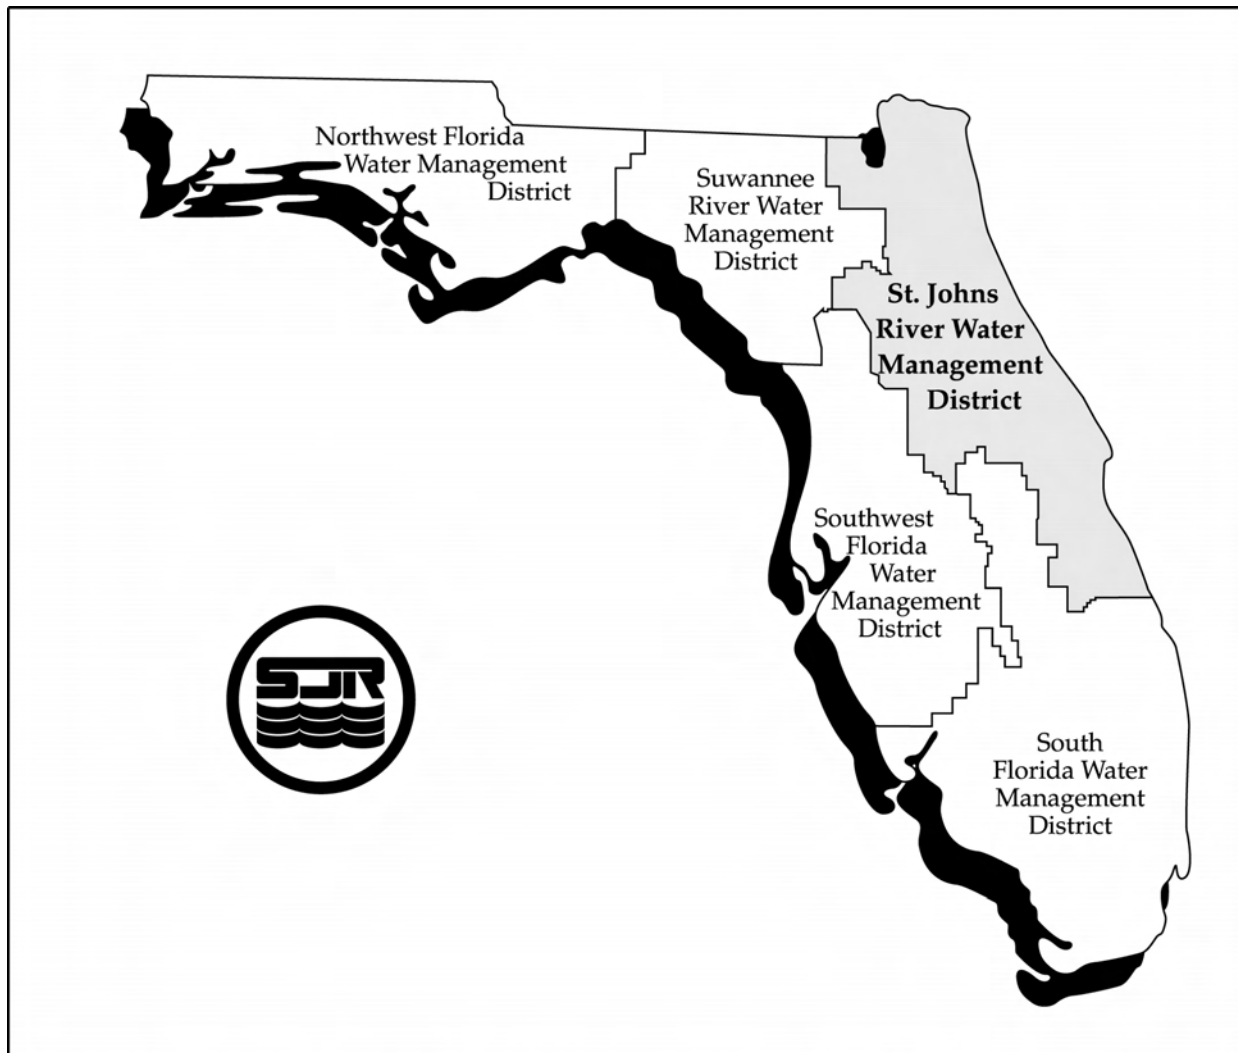 Northwest Florida
Water Management
District
Suwannee
River Water
Management
District
St. Johns
River Water
Management
District
Southwest
Florida
Water
Management
District
SJR
South
Florida Water
Management
District